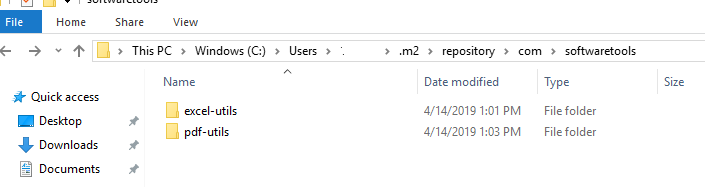 softwaretools
File Home Share View
This PC Windows (C:) Users .m2 repository com softwaretools
Name Date modified Type
Quick access
excel-utils 4/14/2019 1:01 PM File folder
Desktop
pdf-utils 4/14/2019 1:03 PM File folder
Downloads
Documents